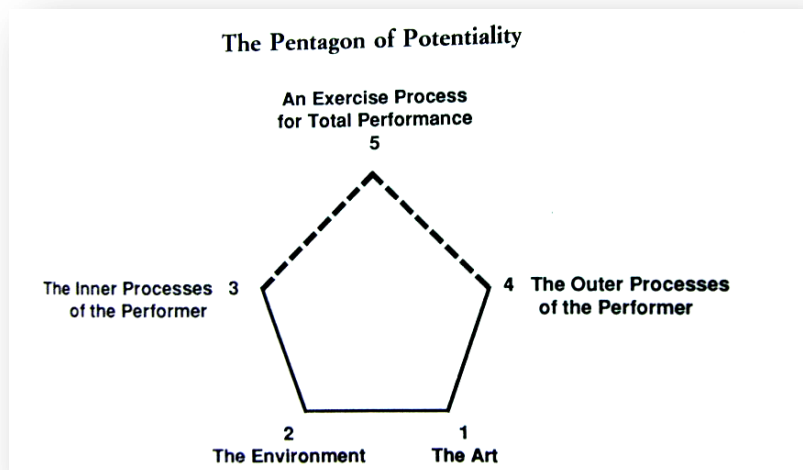 The Pentagon of Potentiality
An Exercise Process
for Total Performance
5
The Inner Processes 3
of the Performer
4 The Outer Processes
of the Performer
2
The Environment
1
The Art